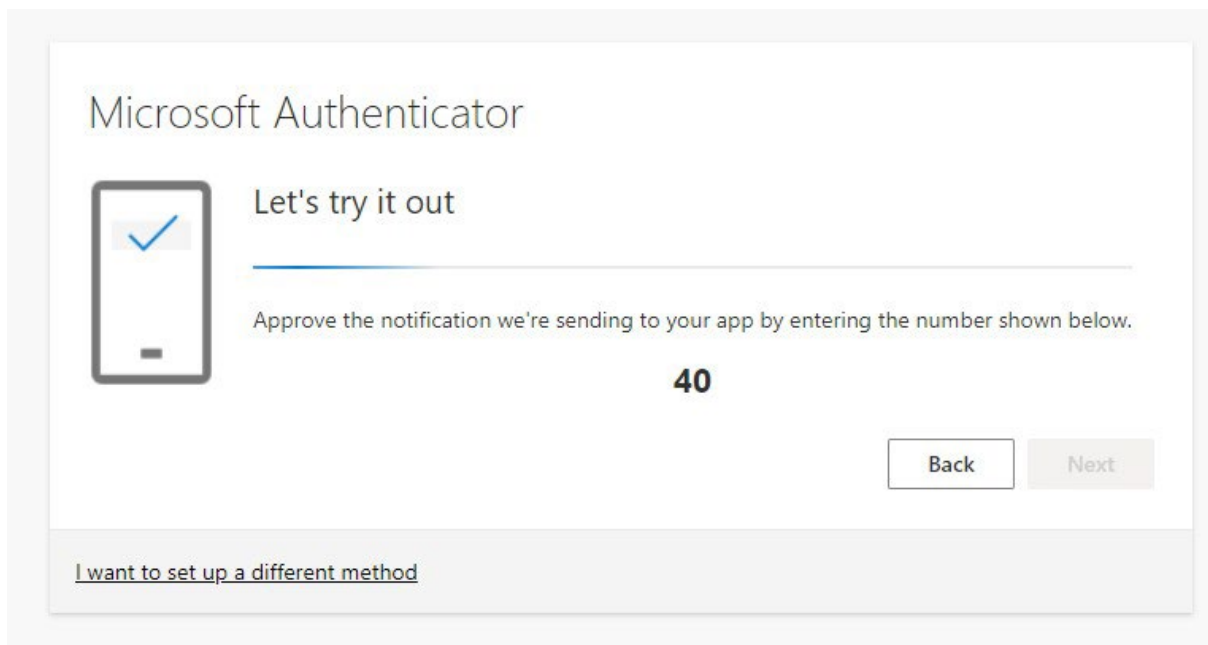 Microsoft Authenticator
Let's try it out
Approve the notification we're sending to your app by entering the number shown below.
40
Back
Next
I want to set up a different method